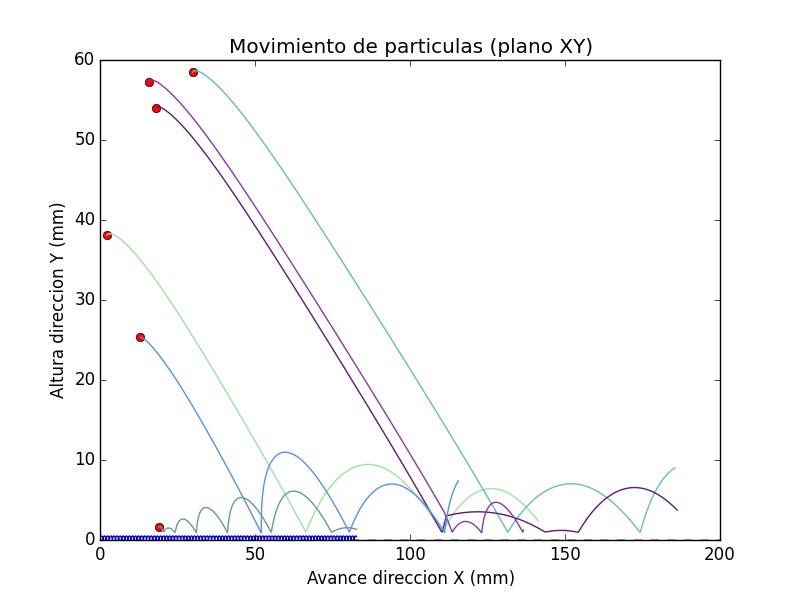 Movimiento de particulas (plano XY)
60
50
40
30
20
10
0
Altura direccion Y (mm)
0 50 100 150 200
Avance direccion X (mm)